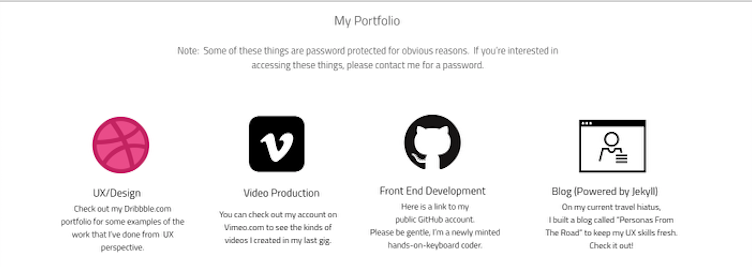 My Portfolio
Note: Some of these things are password protected for obvious reasons. If you're interested in
accessing these things, please contact me for a password.
UX/Design
Check out my Dribbble.com
portfolio for some examples of the
work that I've done from UX
perspective.
Video Production
You can check out my account on
Vimeo.com to see the kinds of
videos I created in my last gig.
Front End Development
Here is a link to my
public GitHub account.
Please be gentle, I'm a newly minted
hands-on-keyboard coder.
Blog (Powered by Jekyll)
On my current travel hiatus,
I built a blog called "Personas From
The Road" to keep my UX skills fresh.
Check it out!